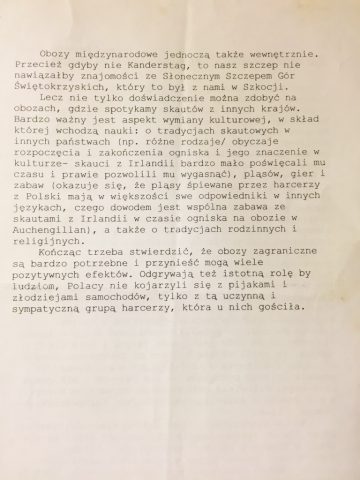 Obozy międzynarodowe jednoczą także wewnętrznie.
Przecież gdyby nie Kandersteg, to nasz szczep nie
nawiązałby znajomości ze Słonecznym Szczepem Gór
Świętokrzyskich, który to był z nami w Szkocji.
Lecz nie tylko doświadczenie można zdobyć na
obozach, gdzie spotykamy skautów z innych krajów.
Bardzo ważny jest aspekt wymiany kulturowej, w skład
której wchodzą nauki: o tradycjach skautowych w
innych państwach (np. różne rodzaje/ obyczaje
rozpoczęcia i zakończenia ogniska i jego znaczenie w
kulturze- skauci z Irlandii bardzo mało poświęcali mu
czasu i prawie pozwolili mu wygasnąć), pląsów, gier i
zabaw (okazuje się, że pląsy śpiewane przez harcerzy
z Polski mają w większości swe odpowiedniki w innych
językach, czego dowodem jest wspólna zabawa ze
skautami z Irlandii w czasie ogniska na obozie w
Auchengillan), a także o tradycjach rodzinnych i
religijnych.
Kończąc trzeba stwierdzić, że obozy zagraniczne
są bardzo potrzebne i przynieść mogą wiele
pozytywnych efektów. Odgrywają też istotną rolę by
ludziom, Polacy nie kojarzyli się z pijakami i
złodziejami samochodów, tylko z tą uczynną i
sympatyczną grupą harcerzy, która u nich gościła.